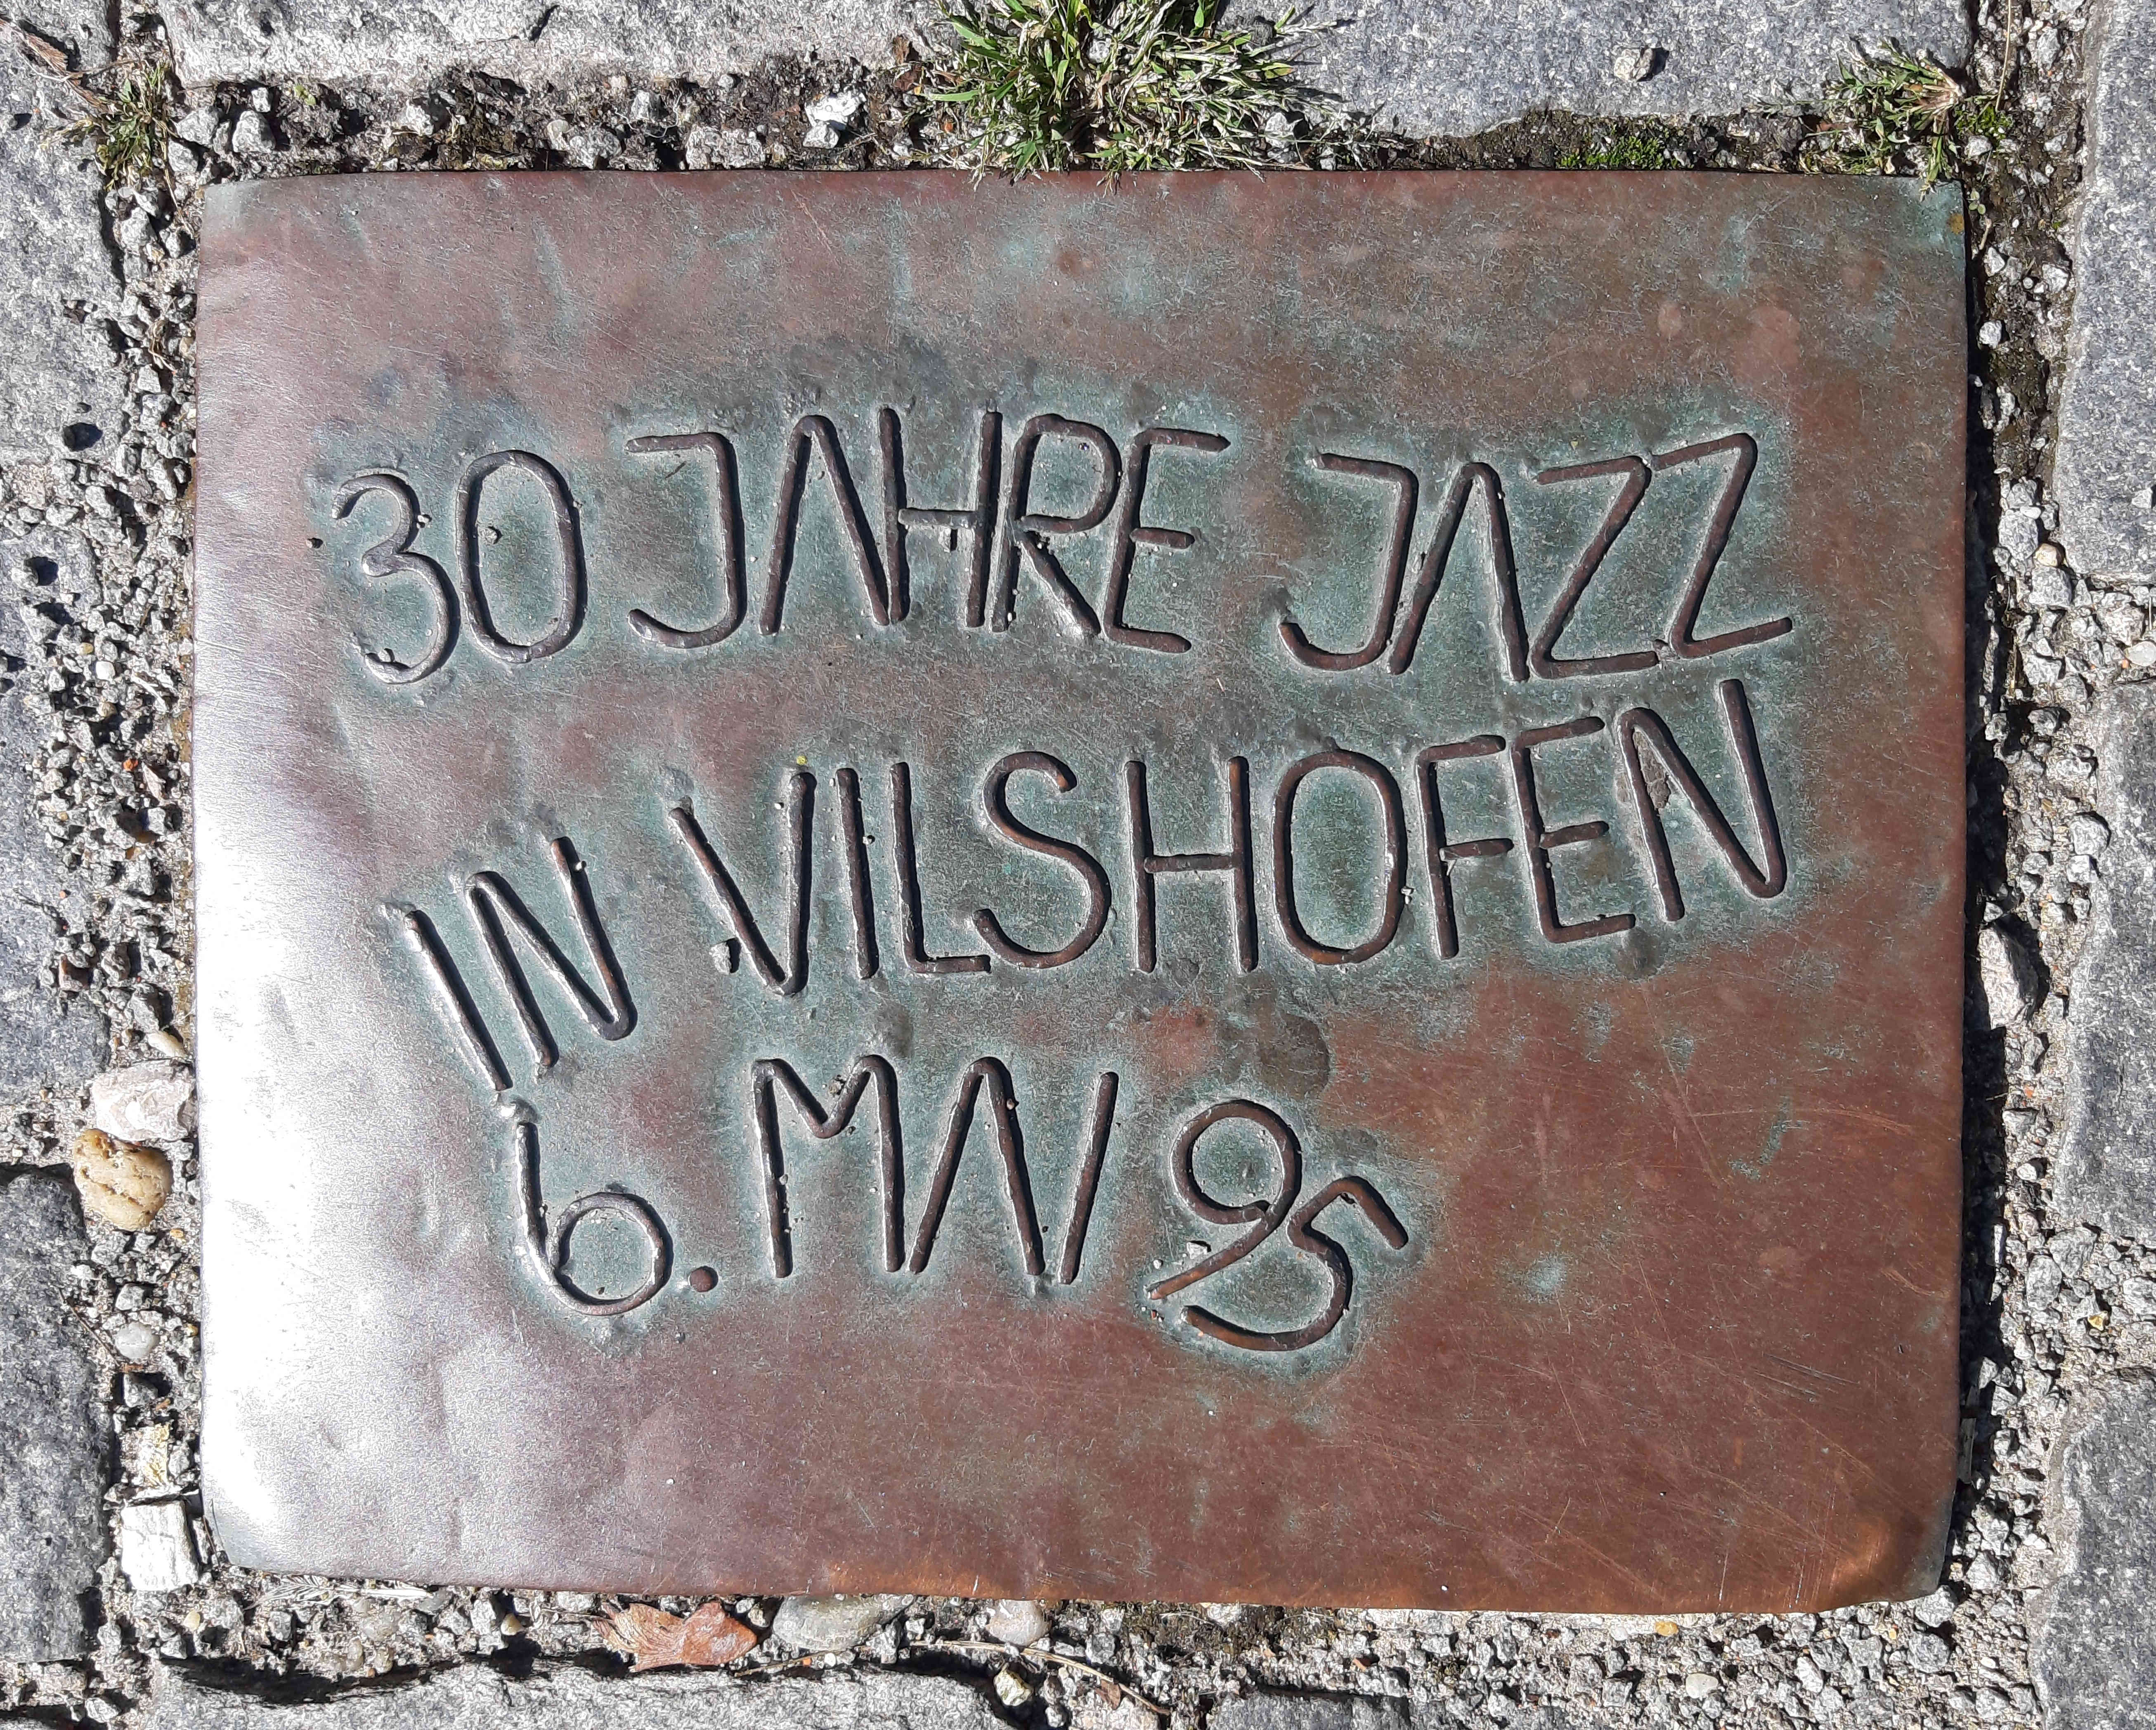 30 JAHRE JAZZ
IN VILSHOFEN
6. MAI 95